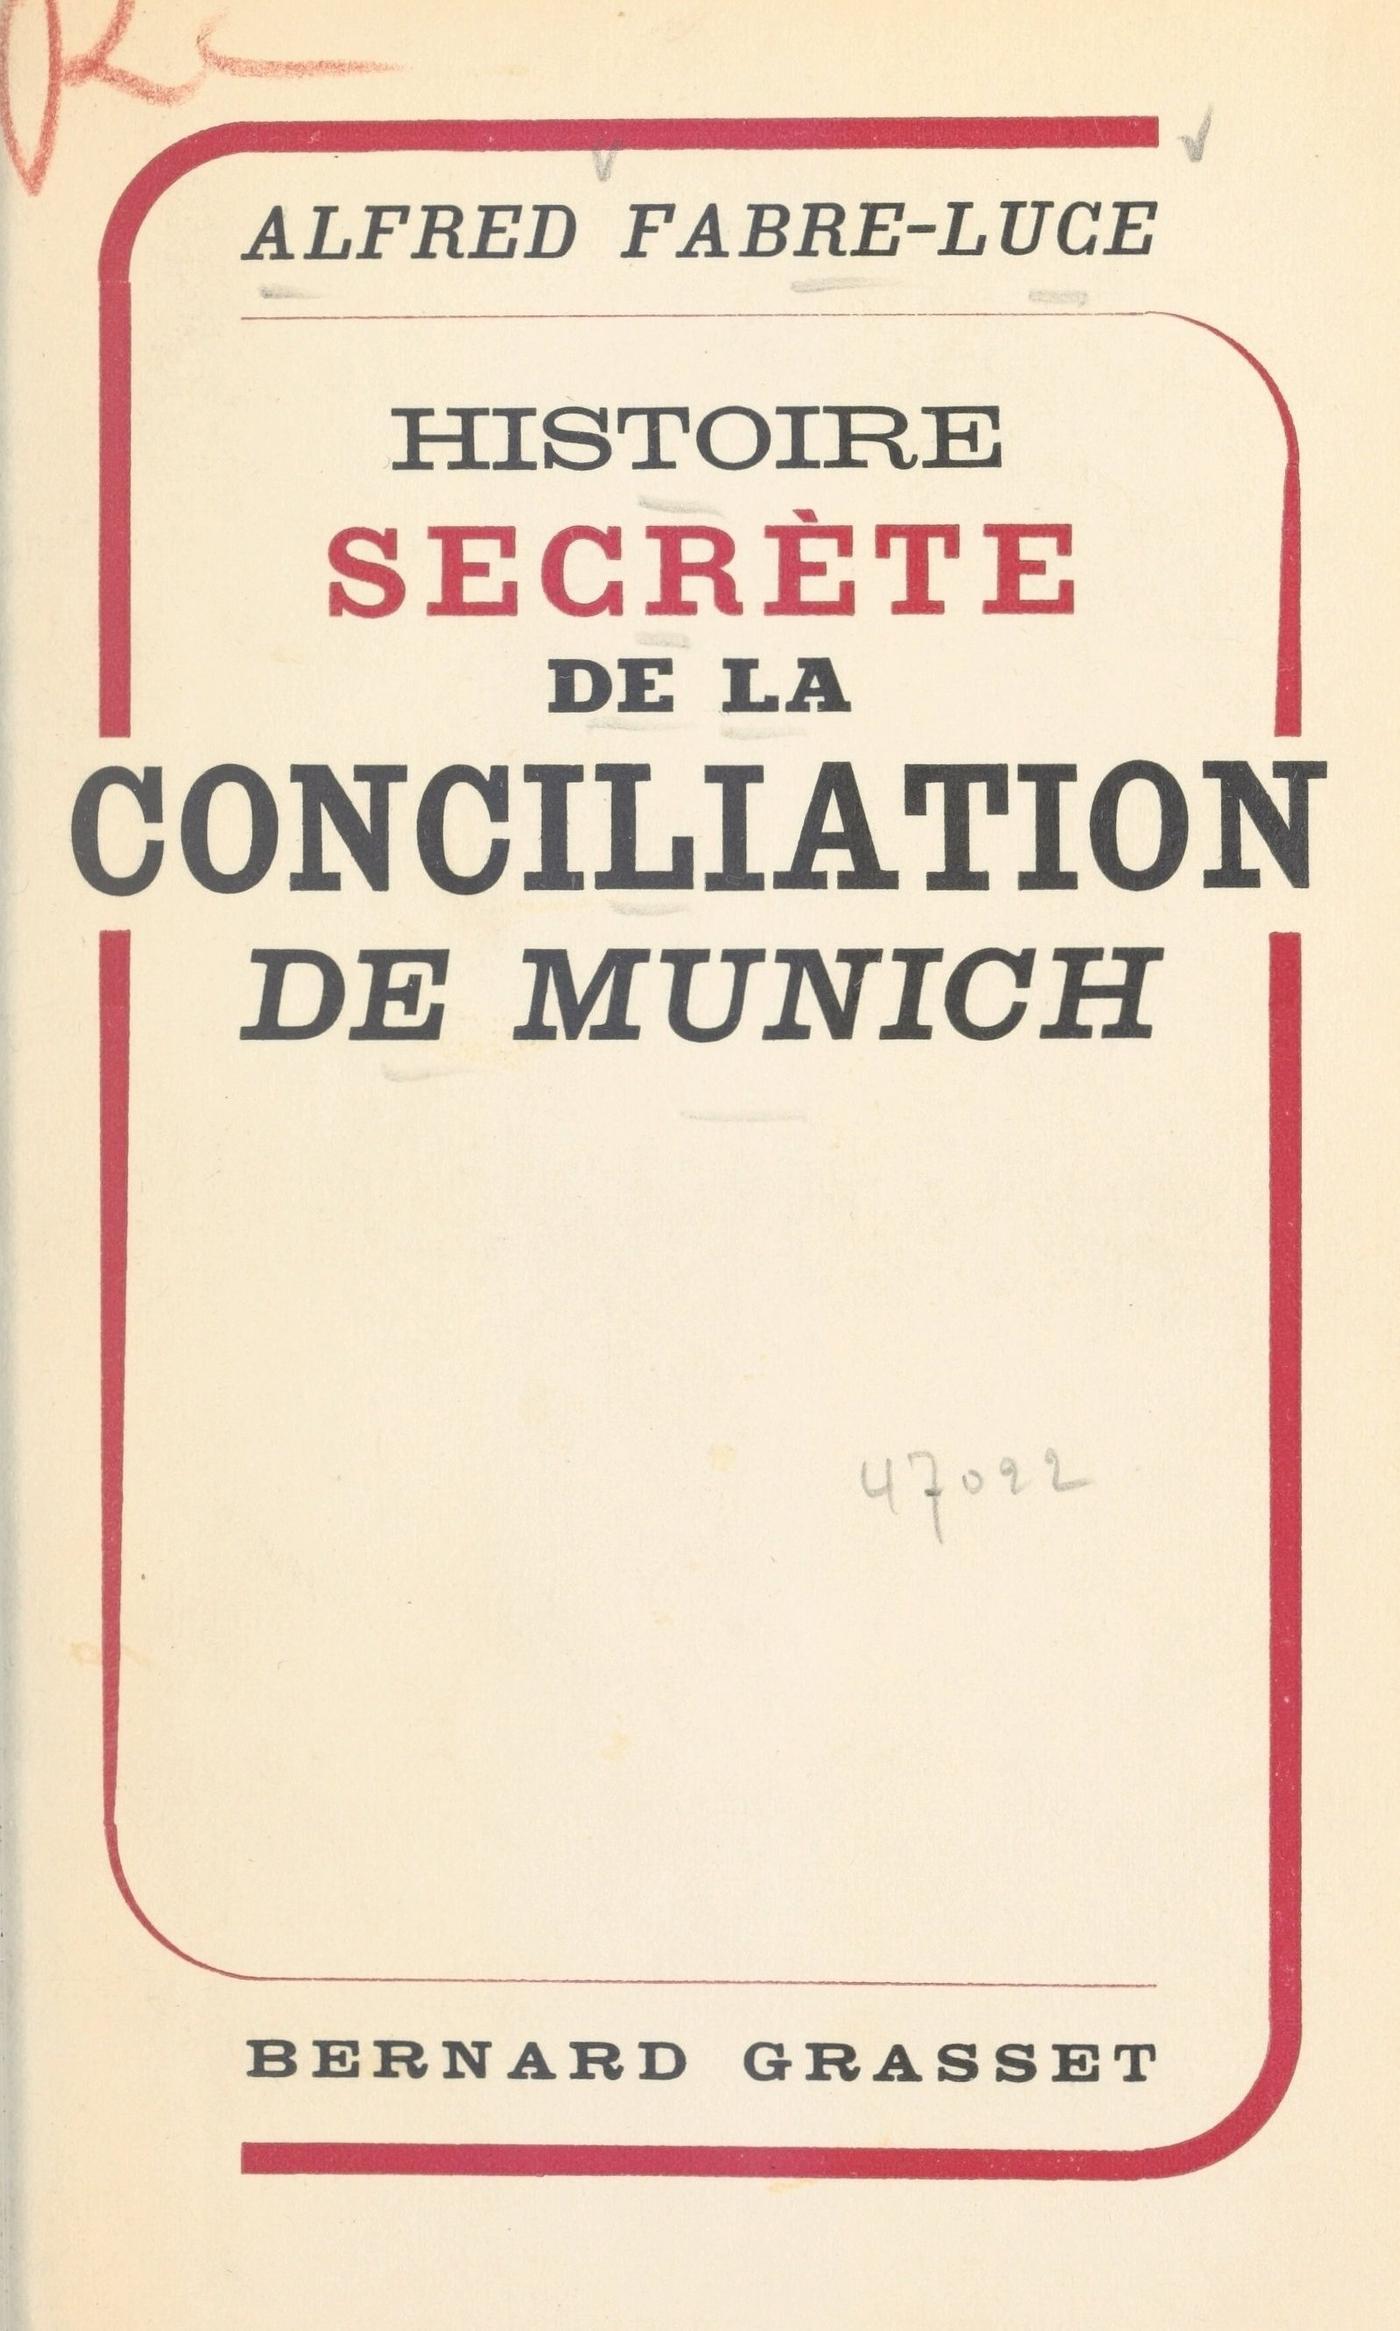 ALFRED FABRE-LUCE
HISTOIRE
SECRÈTE
DE LA
CONCILIATION
DE MUNICH
47022
BERNARD GRASSET